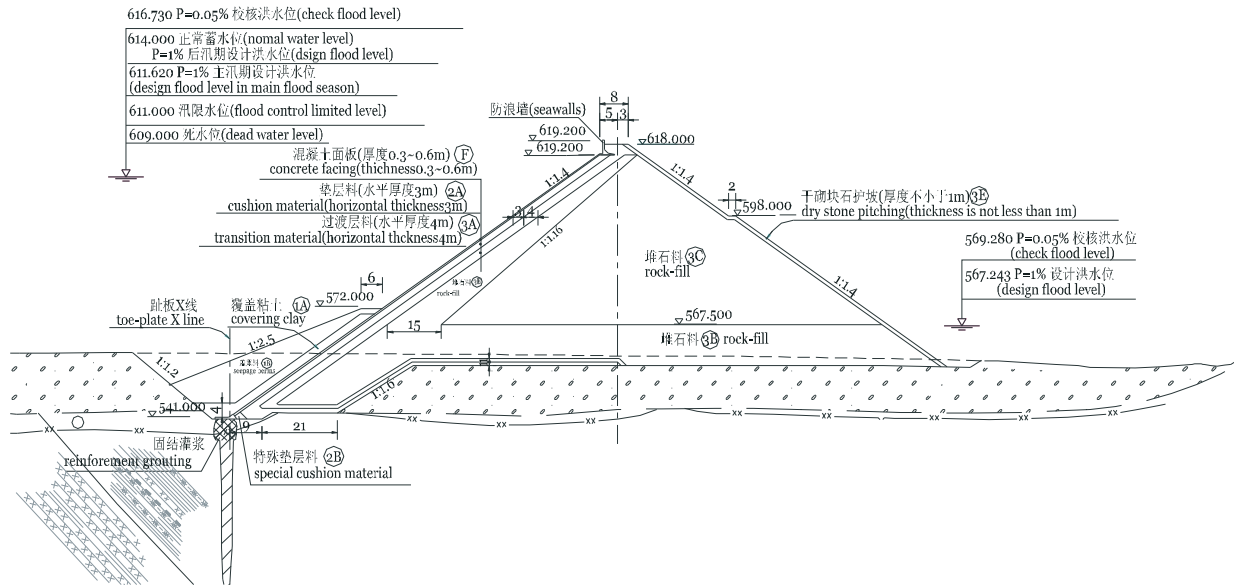 616.730 P=0.05% 校核洪水位(check flood level)
614.000 正常蓄水位(nomal water level)
P=1% 后汛期设计洪水位(dsign flood level)
611.620 P=1% 主汛期设计洪水位
(design flood level in main flood season)
611.000 汛限水位(flood control limited level)
609.000 死水位(dead water level)
8
5 3
防浪墙(seawalls)
619.200
619.200
618.000
混凝土面板(厚度0.3~0.6m) F
concrete facing(thichness0.3~0.6m)
垫层料(水平厚度3m) 2A
cushion material(horizontal thickness3m)
过渡层料(水平厚度4m) 3A
transition material(horizontal thckness4m)
1:1.4
3 4
1:1.16
1:1.4
2
598.000
干砌块石护坡(厚度不小于1m) 3E
dry stone pitching(thickness is not less than 1m)
569.280 P=0.05% 校核洪水位
(check flood level)
567.243 P=1% 设计洪水位
(design flood level)
堆石料 3C
rock-fill
堆石料
rock-fill
1:1.4
6
572.000
趾板X线
toe-plate X line
覆盖粘土 1A
covering clay
15
567.500
堆石料 3B rock-fill
1:1.2
1:2.5
1:1.6
541.000
4
9
21
固结灌浆
reinforement grouting
特殊垫层料 2B
special cushion material
xx xx xx xx xx xx xx xx